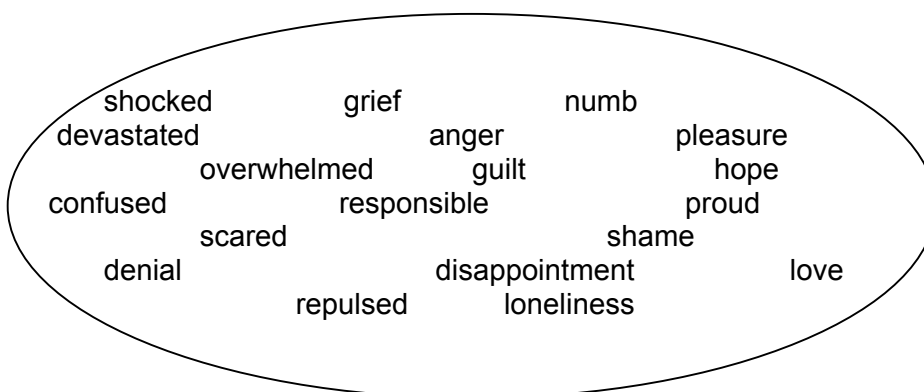 shocked grief numb
devastated anger pleasure
overwhelmed guilt hope
confused responsible proud
scared shame
denial disappointment love
repulsed loneliness